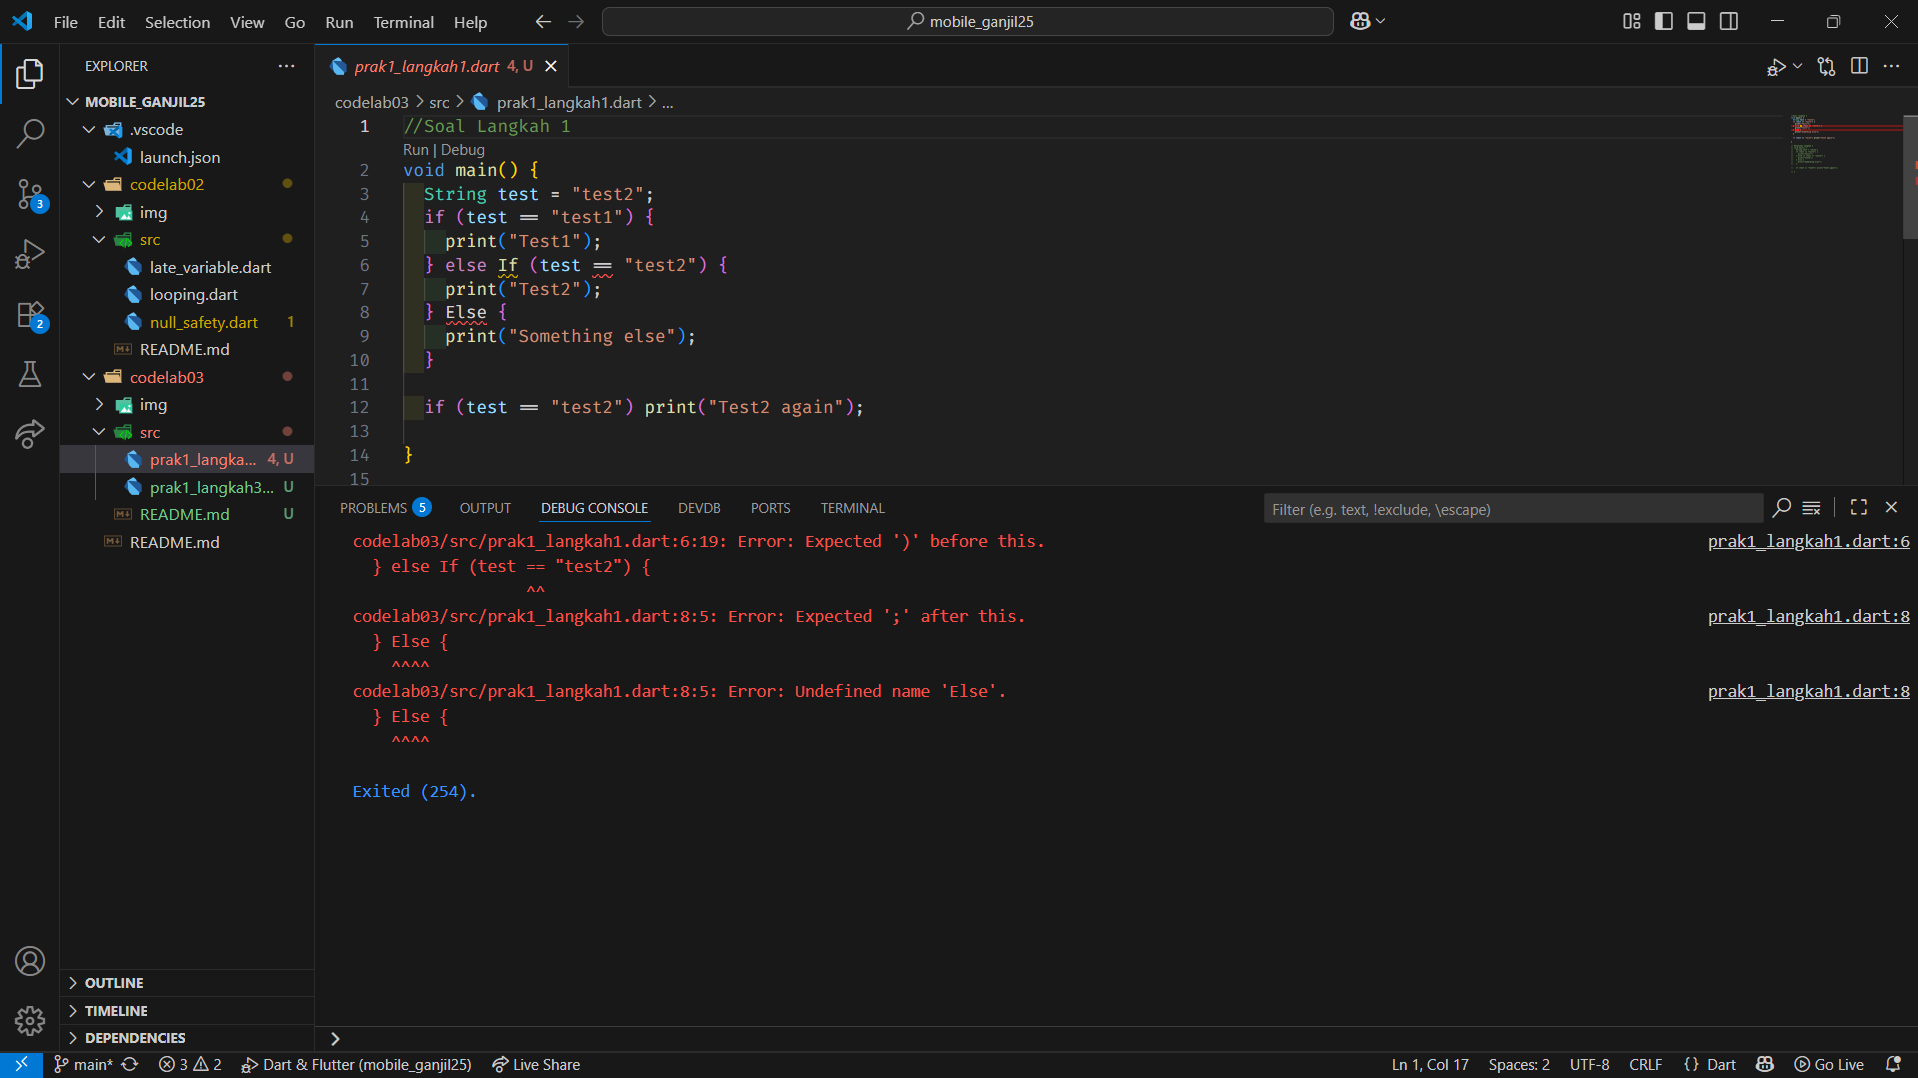 File Edit Selection View Go Run Terminal Help
mobile_ganjil25
EXPLORER
MOBILE_GANJIL25
.vscode
launch.json
codelab02
img
src
late_variable.dart
looping.dart
null_safety.dart 1
README.md
codelab03
img
src
prak1_langka... 4, U
prak1_langkah3... U
README.md U
README.md
OUTLINE
TIMELINE
DEPENDENCIES
3
2
prak1_langkah1.dart 4, U
codelab03 > src > prak1_langkah1.dart > ...
1 //Soal Langkah 1
Run | Debug
2 void main() {
3 String test = "test2";
4 if (test == "test1") {
5 print("Test1");
6 } else If (test == "test2") {
7 print("Test2");
8 } Else {
9 print("Something else");
10 }
11
12 if (test == "test2") print("Test2 again");
13
14 }
15
PROBLEMS 5 OUTPUT DEBUG CONSOLE DEVDB PORTS TERMINAL
Filter (e.g. text, !exclude, \escape)
codelab03/src/prak1_langkah1.dart:6:19: Error: Expected ')' before this. prak1_langkah1.dart:6
} else If (test == "test2") {
^^
codelab03/src/prak1_langkah1.dart:8:5: Error: Expected ';' after this. prak1_langkah1.dart:8
} Else {
^^^^
codelab03/src/prak1_langkah1.dart:8:5: Error: Undefined name 'Else'. prak1_langkah1.dart:8
} Else {
^^^^
Exited (254).
main* 3 2 Dart & Flutter (mobile_ganjil25) Live Share Ln 1, Col 17 Spaces: 2 UTF-8 CRLF {} Dart Go Live